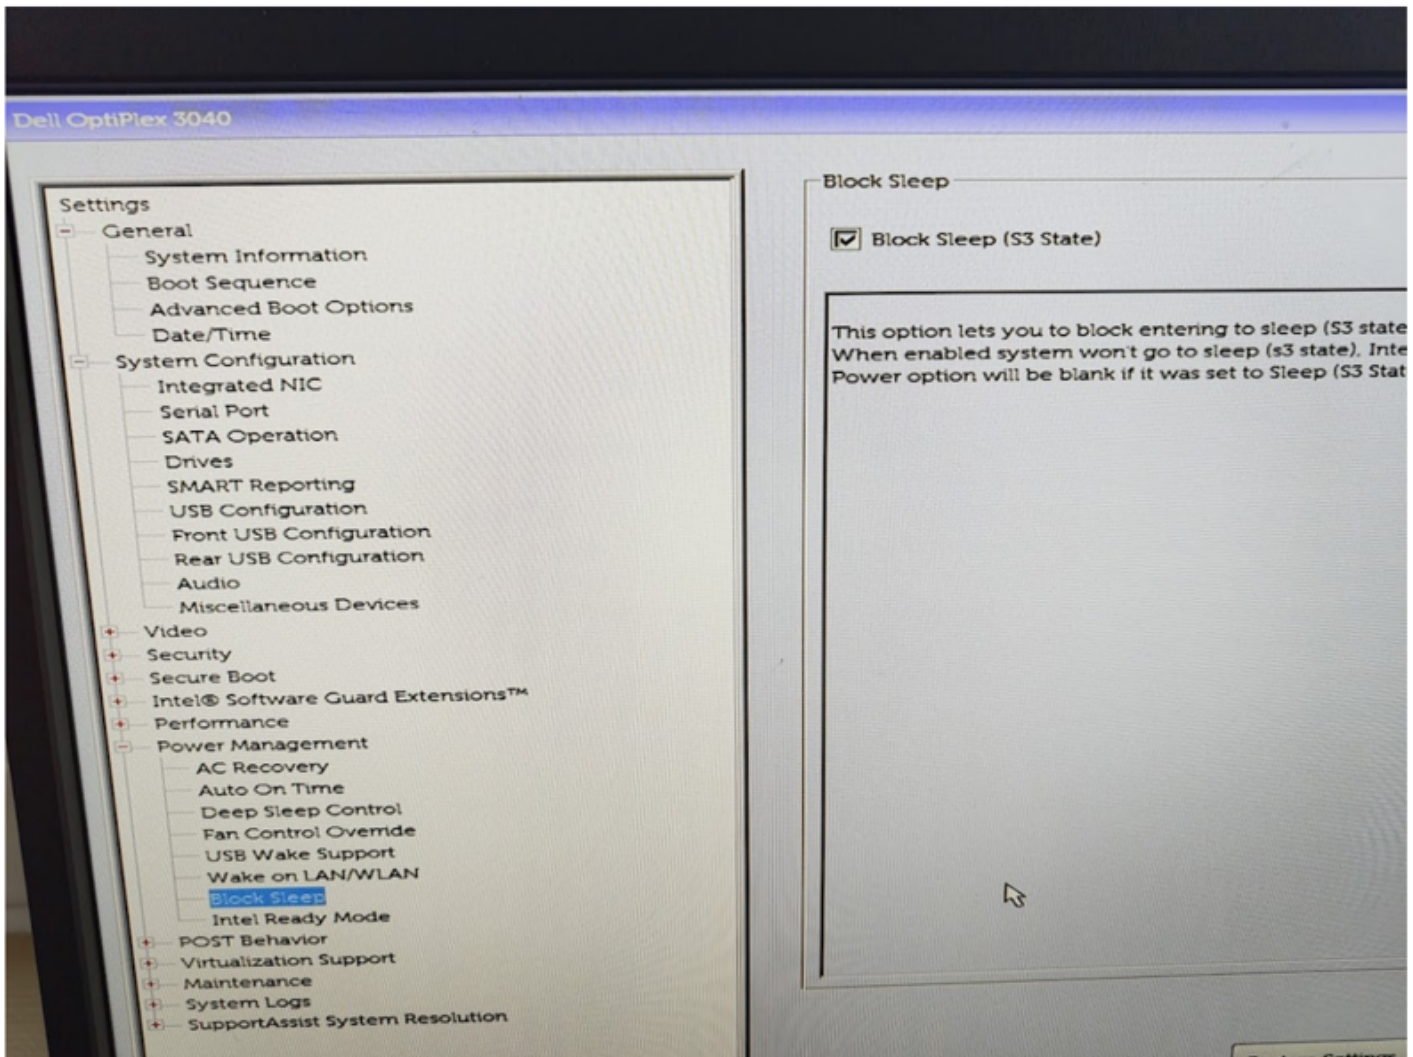 Dell OptiPlex 3040
Settings
General
System Information
Boot Sequence
Advanced Boot Options
Date/Time
System Configuration
Integrated NIC
Serial Port
SATA Operation
Drives
SMART Reporting
USB Configuration
Front USB Configuration
Rear USB Configuration
Audio
Miscellaneous Devices
Video
Security
Secure Boot
Intel® Software Guard Extensions™
Performance
Power Management
AC Recovery
Auto On Time
Deep Sleep Control
Fan Control Override
USB Wake Support
Wake on LAN/WLAN
Block Sleep
Intel Ready Mode
POST Behavior
Virtualization Support
Maintenance
System Logs
SupportAssist System Resolution
Block Sleep
Block Sleep (S3 State)
This option lets you to block entering to sleep (S3 state
When enabled system won't go to sleep (s3 state), Inte
Power option will be blank if it was set to Sleep (S3 Stat